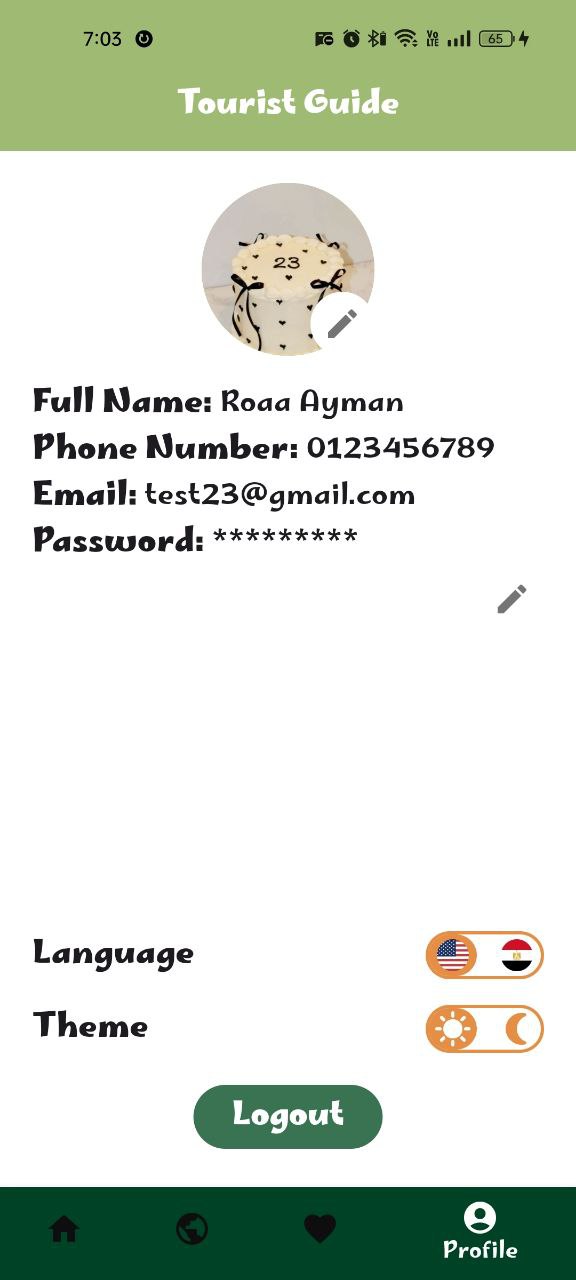 7:03
VoLTE
65
Tourist Guide
23
Full Name: Roaa Ayman
Phone Number: 0123456789
Email: test23@gmail.com
Password: *********
Language
Theme
Logout
Profile